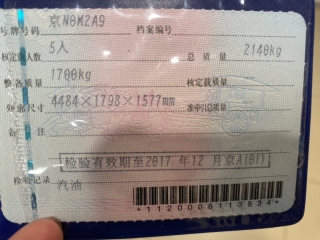 号牌号码 京N0M2A9 档案编号
核定载人数 5人 总质量 2140kg
整备质量 1700kg 核定载质量
外廓尺寸 4484×1798×1577mm 准牵引总质量
备注
检验有效期至2017年12月京A(01)
检验记录 汽油
*1120008113834*